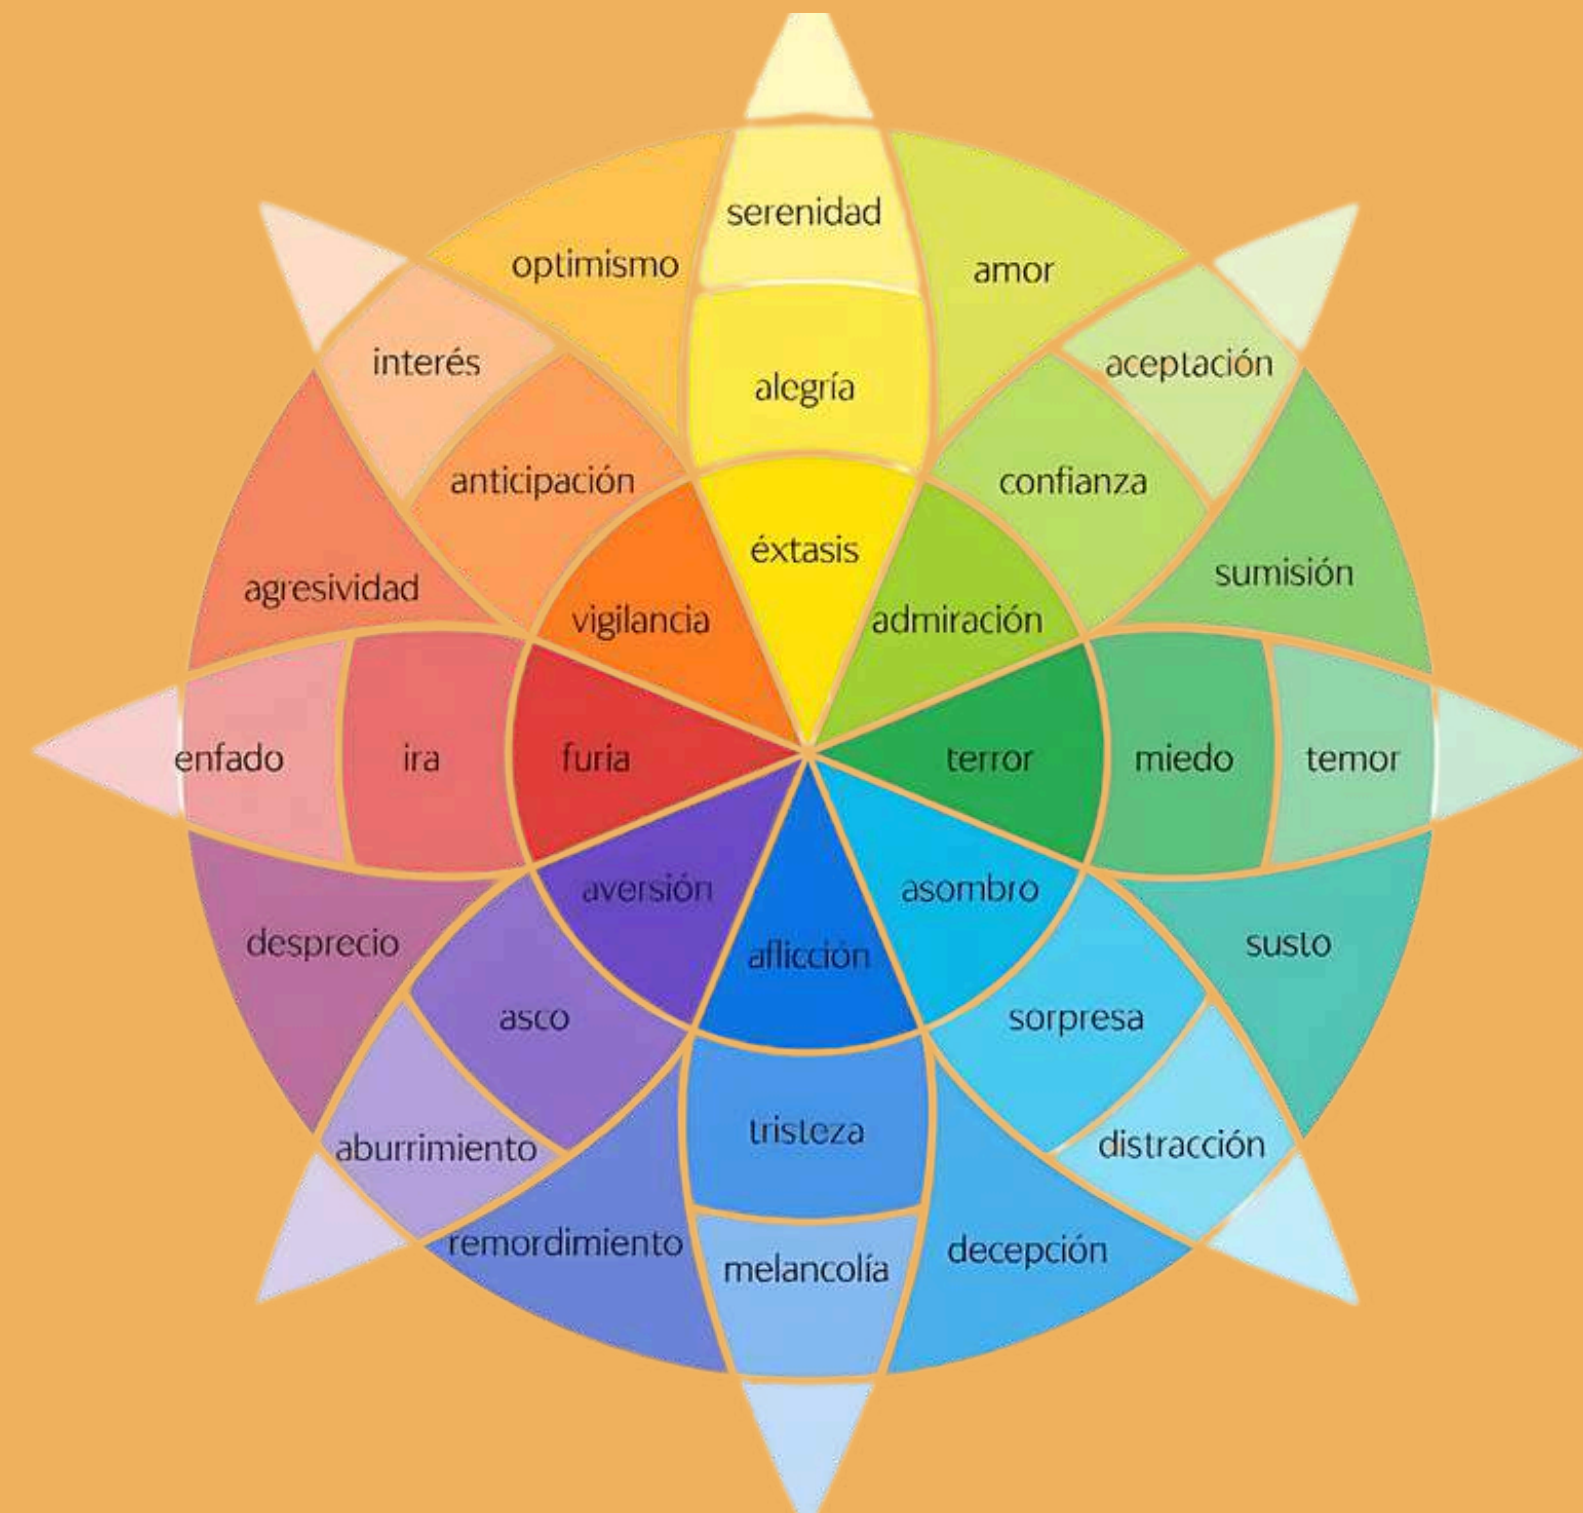 serenidad
optimismo
amor
interés
aceptación
alegría
anticipación
confianza
éxtasis
sumisión
agresividad
vigilancia
admiración
enfado
ira
furia
terror
miedo
temor
aversión
asombro
desprecio
susto
aflicción
asco
sorpresa
tristeza
aburrimiento
distracción
remordimiento
decepción
melancolía